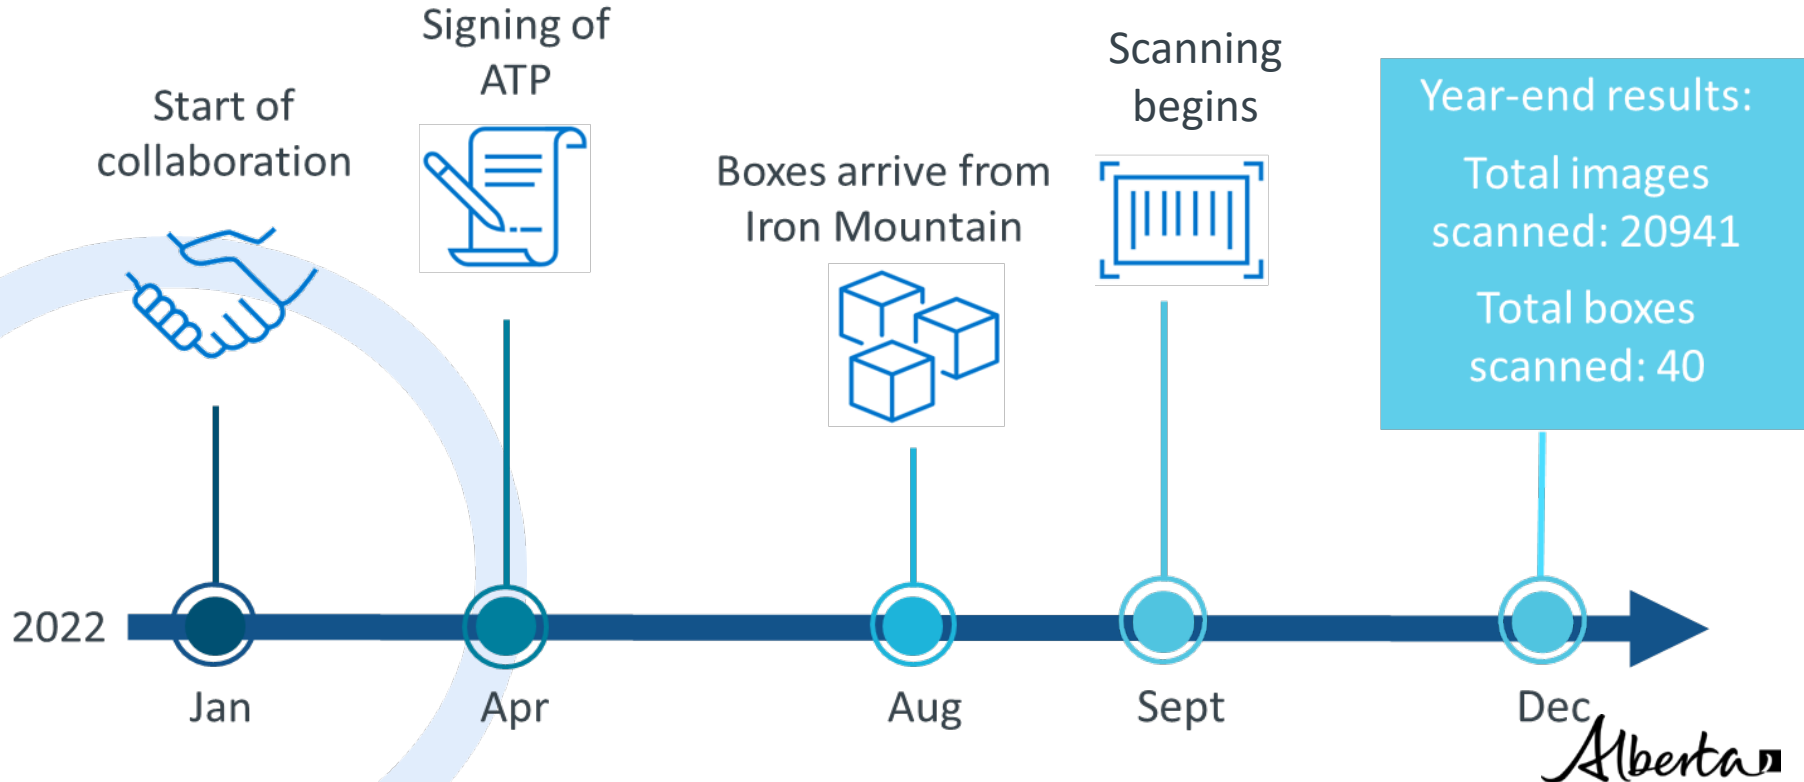 Start of
collaboration
Signing of
ATP
Boxes arrive from
Iron Mountain
Scanning
begins
Year-end results:
Total images
scanned: 20941
Total boxes
scanned: 40
2022
Jan
Apr
Aug
Sept
Dec
Alberta